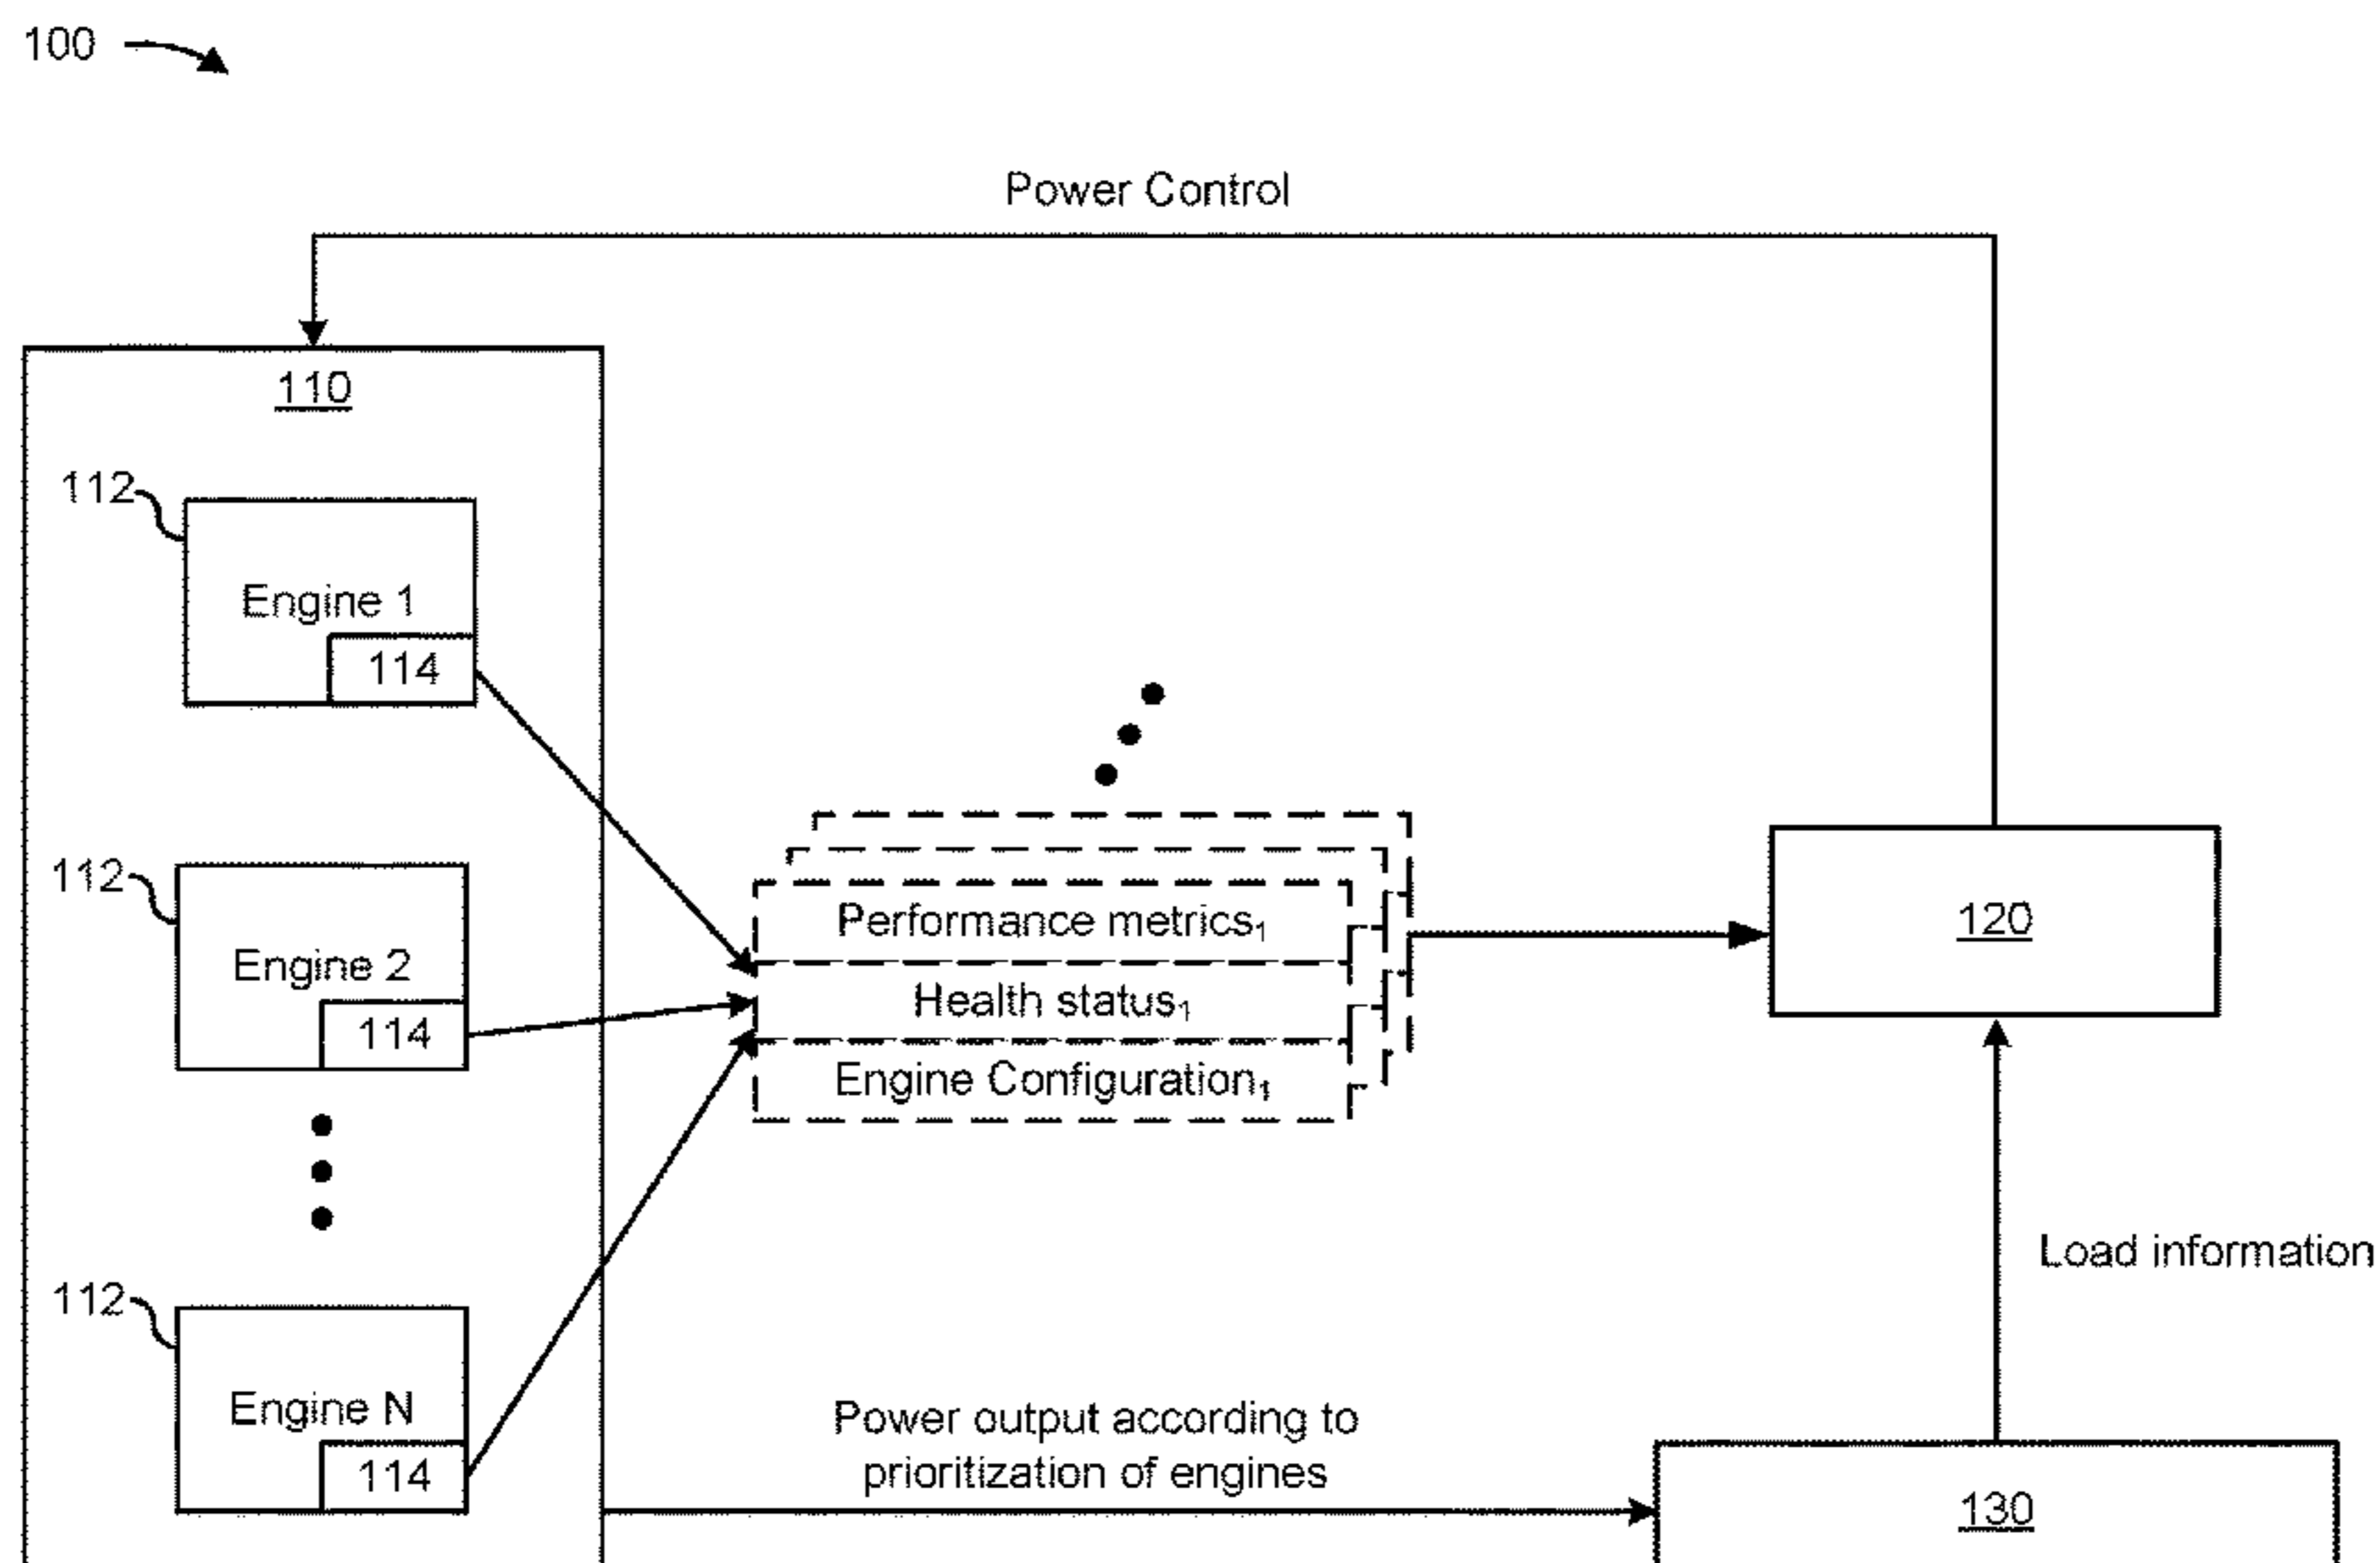 100
Power Control
110
112
Engine 1
114
112
Engine 2
114
Performance metrics₁
Health status₁
Engine Configuration₁
120
Load information
112
Engine N
114
Power output according to
prioritization of engines
130